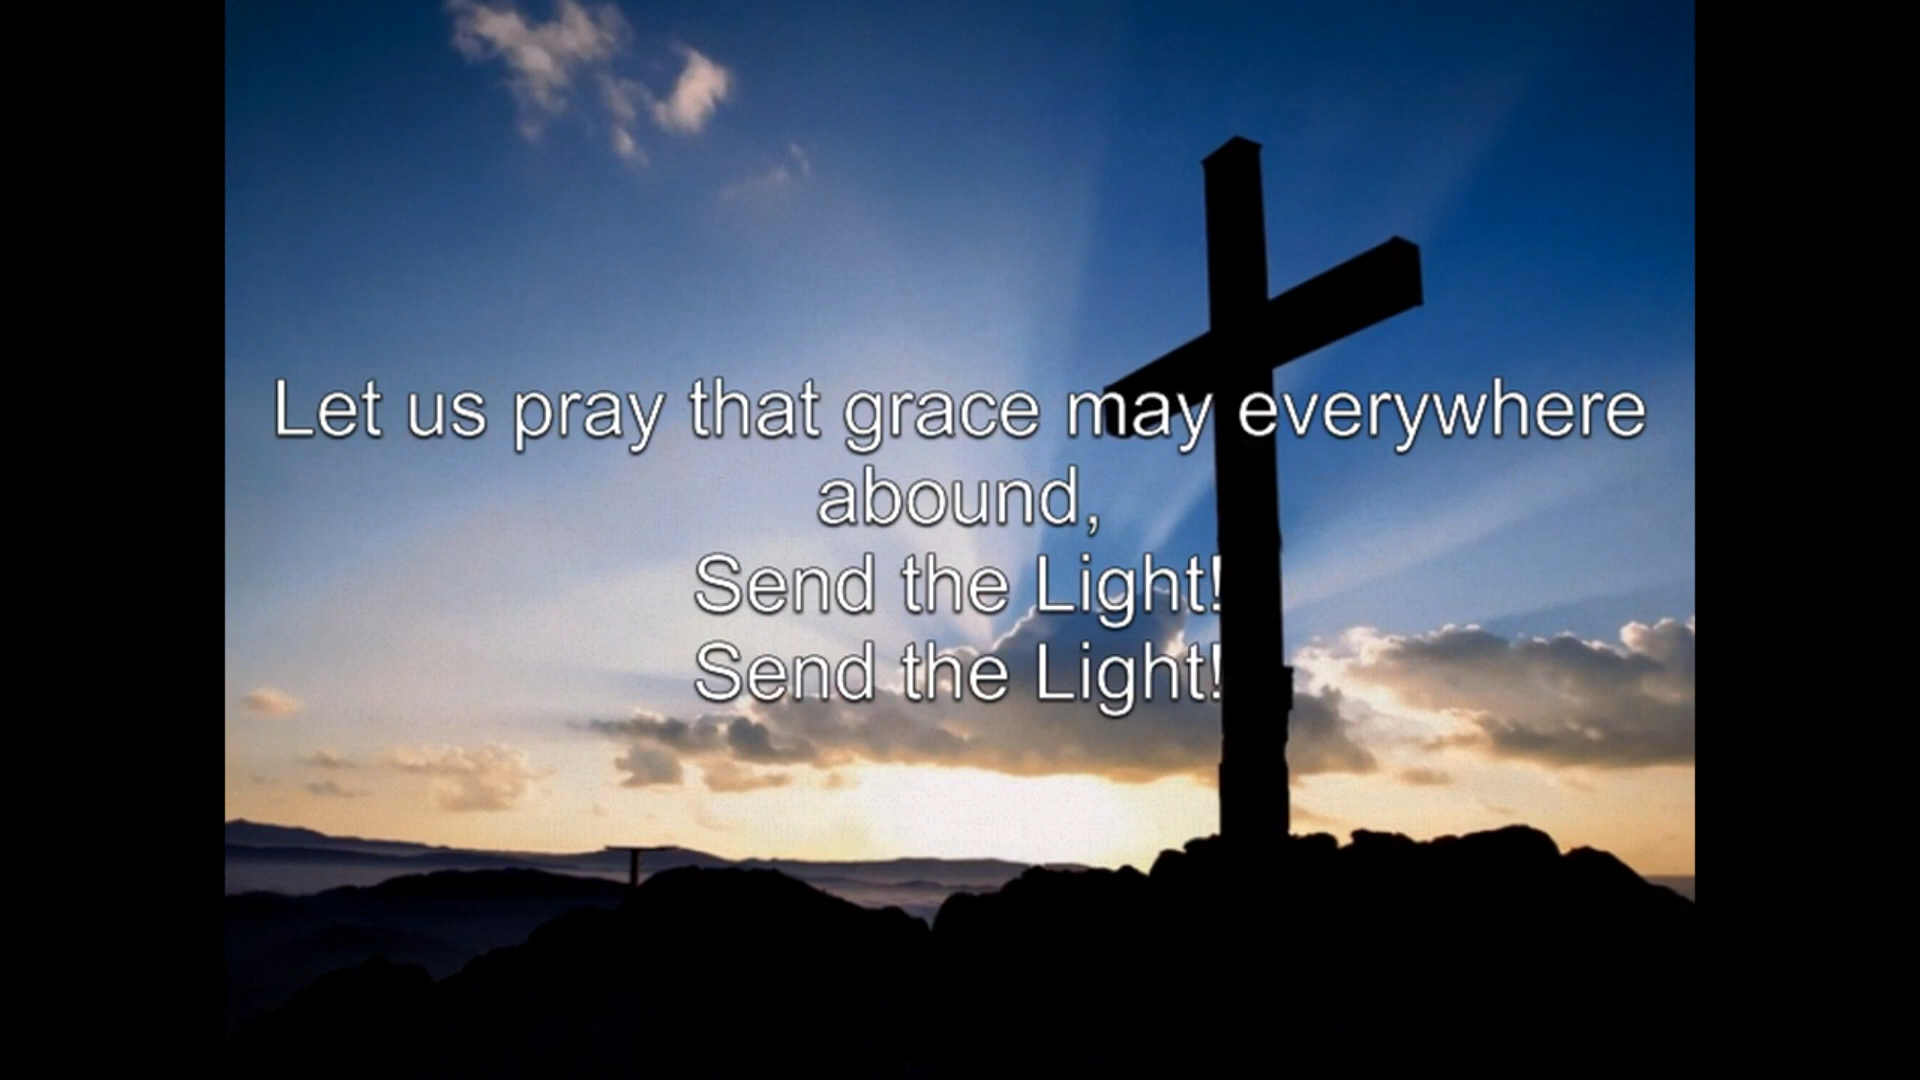 Let us pray that grace may everywhere
abound,
Send the Light!
Send the Light!